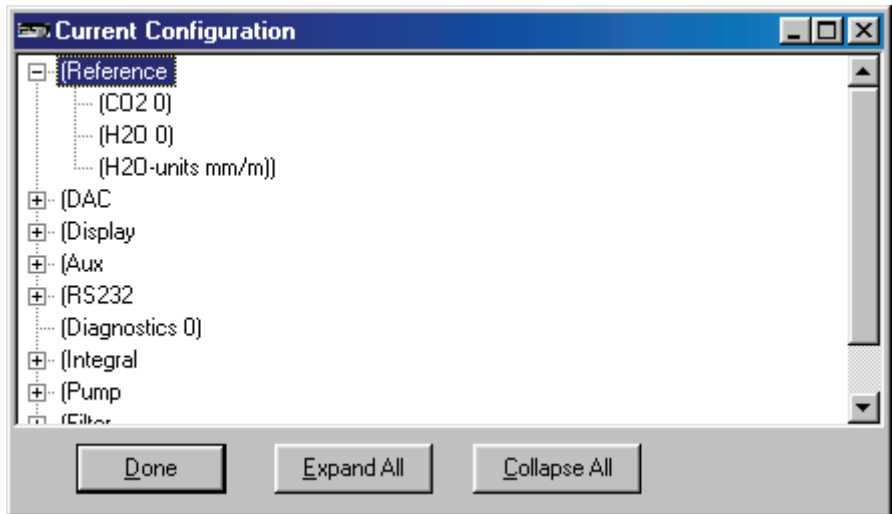 Current Configuration
(Reference
(CO2 0)
(H2O 0)
(H2O-units mm/m))
(DAC
(Display
(Aux
(RS232
(Diagnostics 0)
(Integral
(Pump
(Filter
Done Expand All Collapse All